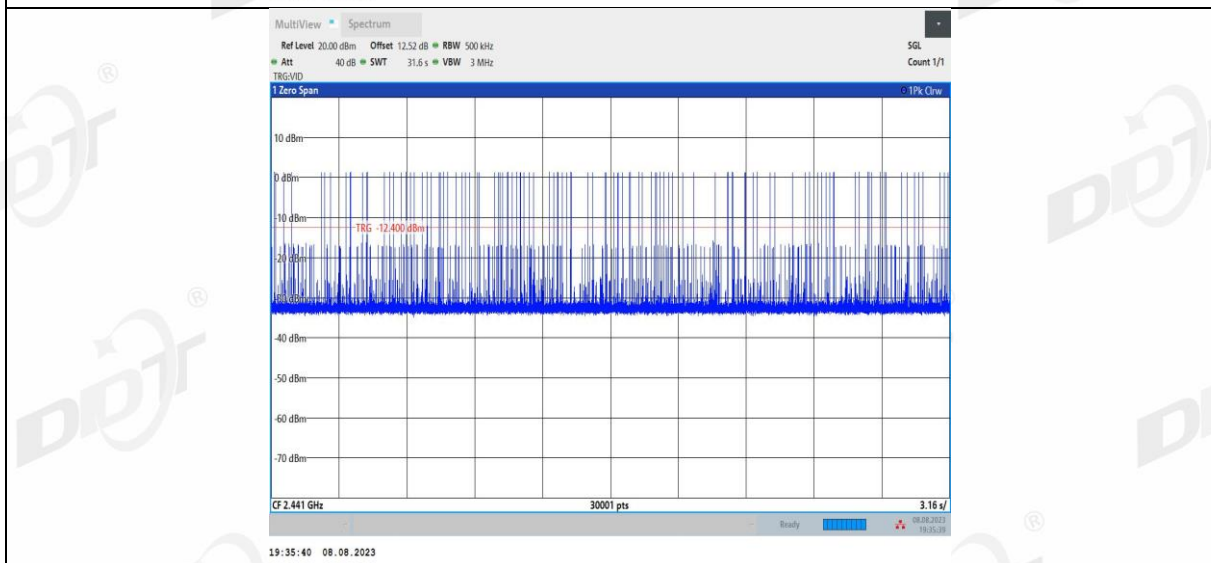 MultiView Spectrum
Ref Level 20.00 dBm Offset 12.52 dB RBW 500 kHz SGL
Att 40 dB SWT 31.6 s VBW 3 MHz Count 1/1
TRG:VID
1 Zero Span 1Pk Clrw
10 dBm
0 dBm
-10 dBm
TRG -12.400 dBm
-20 dBm
-40 dBm
-50 dBm
-60 dBm
-70 dBm
CF 2.441 GHz 30001 pts 3.16 s/
Ready 08.08.2023
19:35:39
19:35:40 08.08.2023
DDT
®
DDT
®
DDT
®